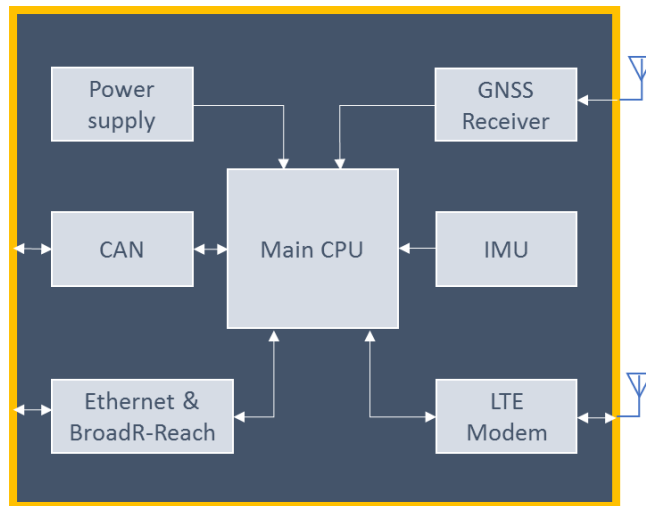 Power
supply
GNSS
Receiver
CAN
Main CPU
IMU
Ethernet &
BroadR-Reach
LTE
Modem